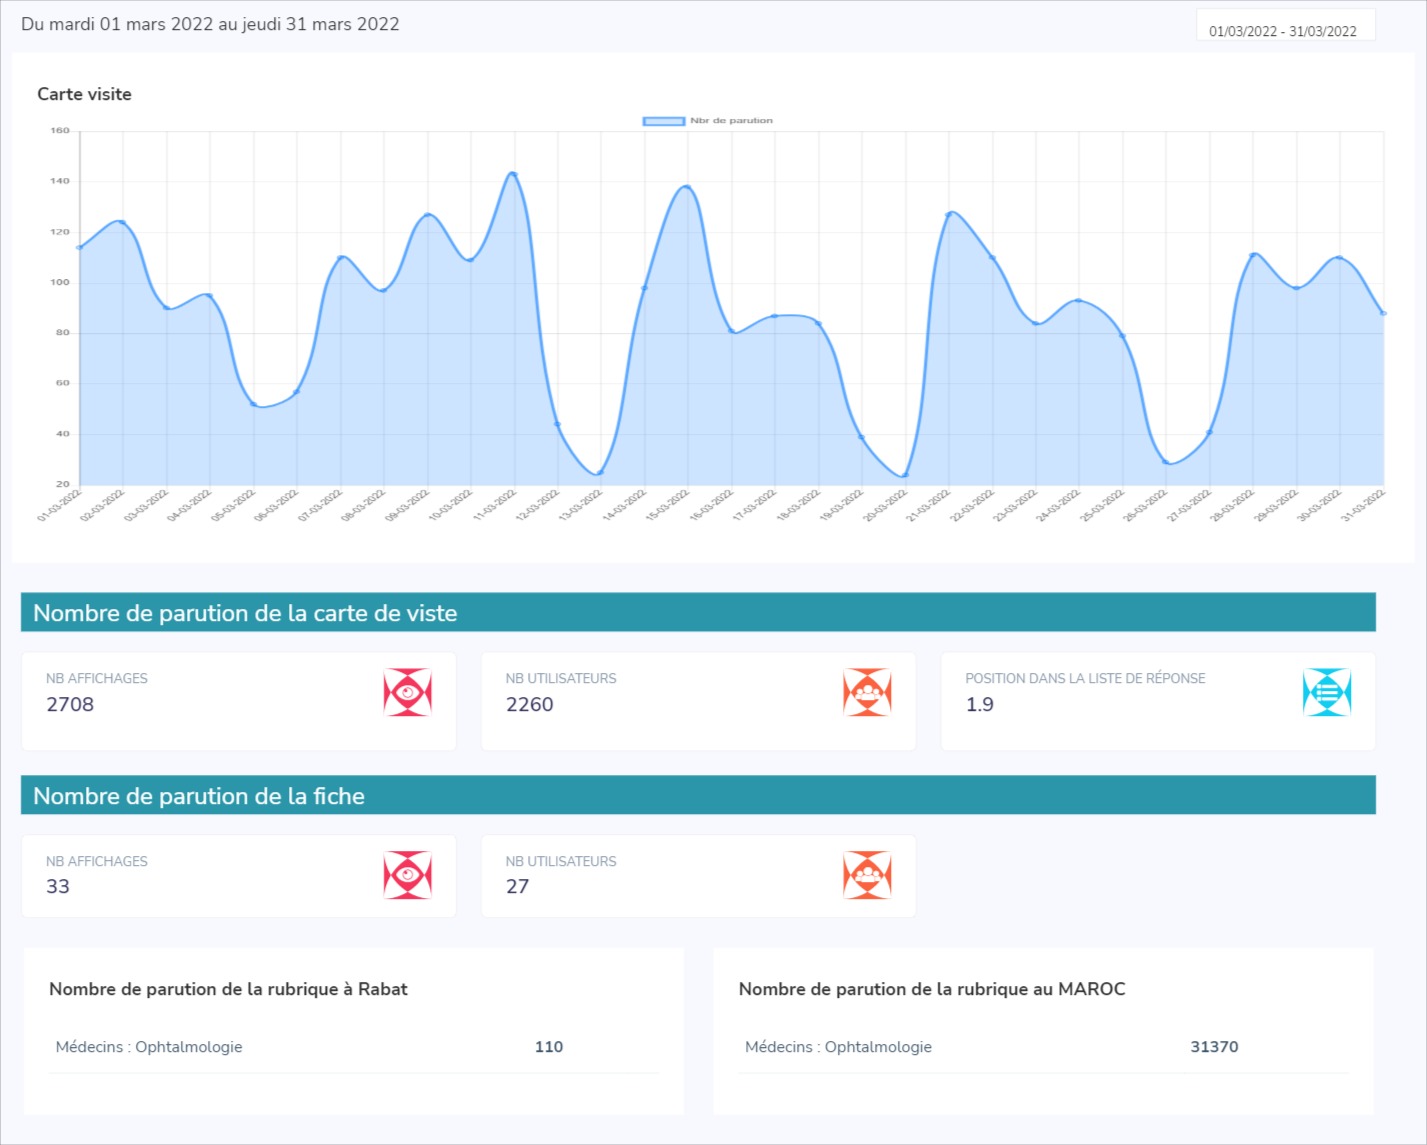 Du mardi 01 mars 2022 au jeudi 31 mars 2022
01/03/2022 - 31/03/2022
Carte visite
Nbr de parution
160
140
120
100
80
60
40
20
01-03-2022
02-03-2022
03-03-2022
04-03-2022
05-03-2022
06-03-2022
07-03-2022
08-03-2022
09-03-2022
10-03-2022
11-03-2022
12-03-2022
13-03-2022
14-03-2022
15-03-2022
16-03-2022
17-03-2022
18-03-2022
19-03-2022
20-03-2022
21-03-2022
22-03-2022
23-03-2022
24-03-2022
25-03-2022
26-03-2022
27-03-2022
28-03-2022
29-03-2022
30-03-2022
31-03-2022
Nombre de parution de la carte de viste
NB AFFICHAGES
2708
NB UTILISATEURS
2260
POSITION DANS LA LISTE DE RÉPONSE
1.9
Nombre de parution de la fiche
NB AFFICHAGES
33
NB UTILISATEURS
27
Nombre de parution de la rubrique à Rabat
Médecins : Ophtalmologie 110
Nombre de parution de la rubrique au MAROC
Médecins : Ophtalmologie 31370